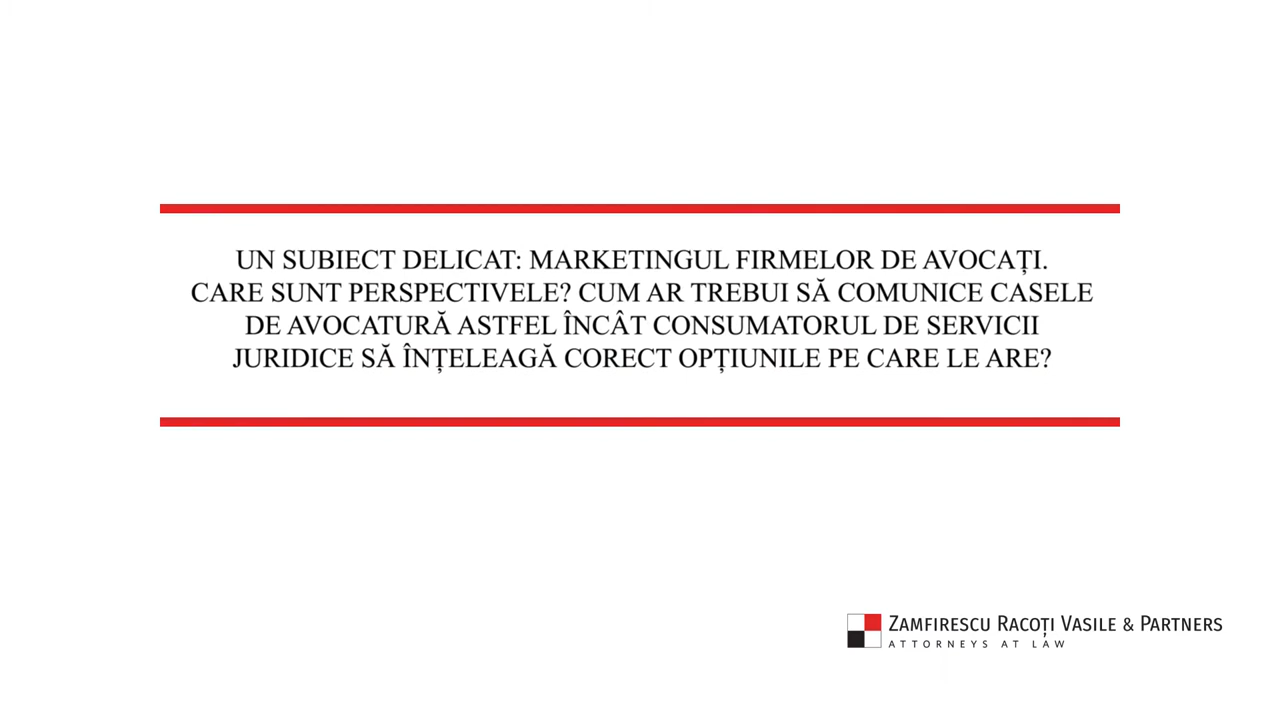 UN SUBIECT DELICAT: MARKETINGUL FIRMELOR DE AVOCAȚI.
CARE SUNT PERSPECTIVELE? CUM AR TREBUI SĂ COMUNICE CASELE
DE AVOCATURĂ ASTFEL ÎNCÂT CONSUMATORUL DE SERVICII
JURIDICE SĂ ÎNȚELEAGĂ CORECT OPȚIUNILE PE CARE LE ARE?
ZAMFIRESCU RACOȚI VASILE & PARTNERS
ATTORNEYS AT LAW